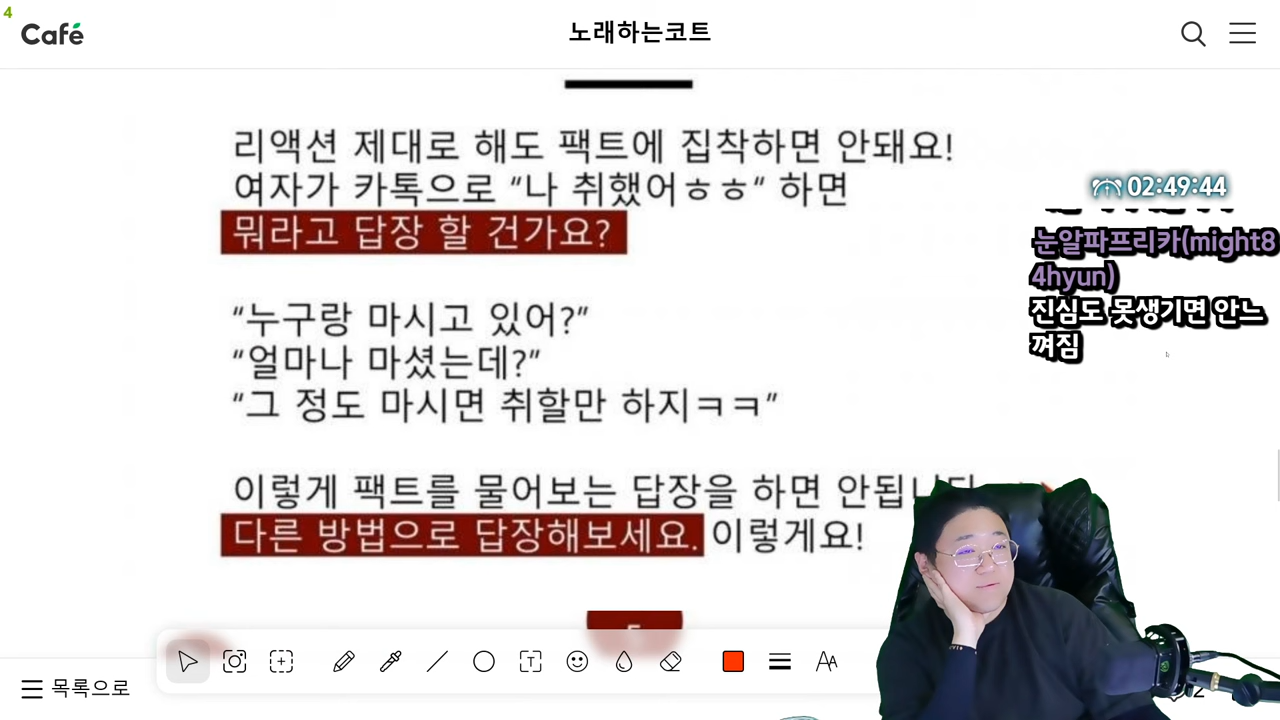 4
Café
노래하는코트
리액션 제대로 해도 팩트에 집착하면 안돼요!
여자가 카톡으로 “나 취했어ㅎㅎ“ 하면
뭐라고 답장 할 건가요?
“누구랑 마시고 있어?”
“얼마나 마셨는데?”
“그 정도 마시면 취할만 하지ㅋㅋ”
이렇게 팩트를 물어보는 답장을 하면 안됩니다
다른 방법으로 답장해보세요. 이렇게요!
02:49:44
눈알파프리카(might8
4hyun)
진심도 못생기면 안느
껴짐
T
AA
목록으로
2